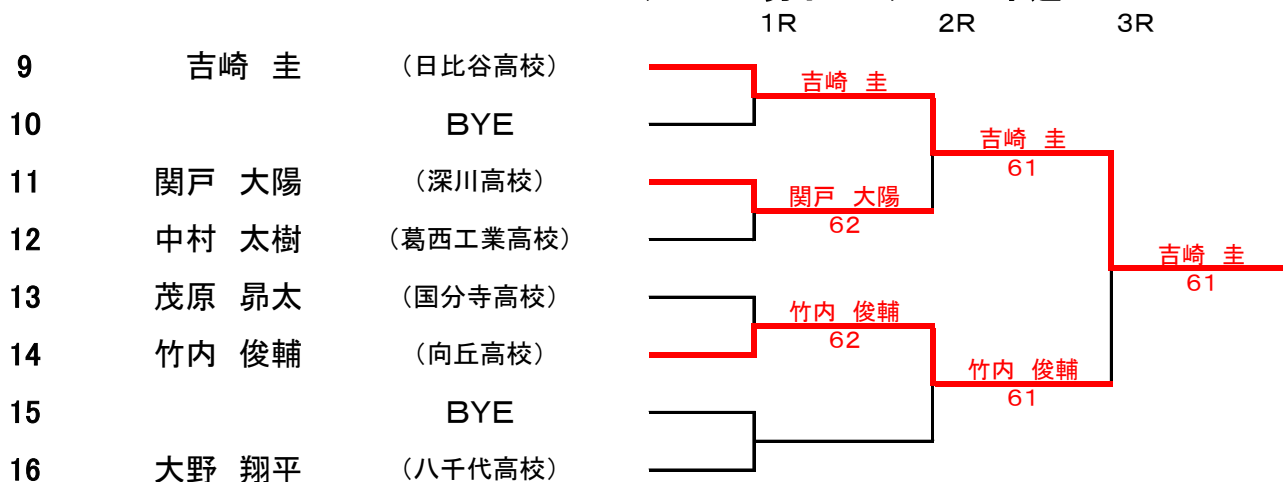 1R 2R 3R
9 吉崎 圭 (日比谷高校)
吉崎 圭
10 BYE
吉崎 圭
61
11 関戸 大陽 (深川高校)
関戸 大陽
62
12 中村 太樹 (葛西工業高校)
吉崎 圭
61
13 茂原 昴太 (国分寺高校)
竹内 俊輔
62
14 竹内 俊輔 (向丘高校)
竹内 俊輔
61
15 BYE
16 大野 翔平 (八千代高校)